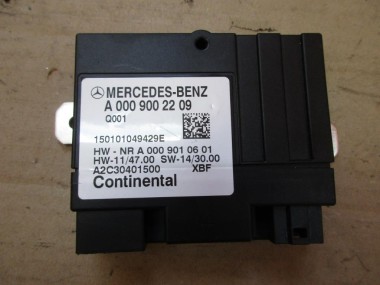 MERCEDES-BENZ
A 000 900 22 09
Q001
150101049429E
HW - NR A 000 901 06 01
HW-11/47.00 SW-14/30.00
A2C30401500 XBF
Continental